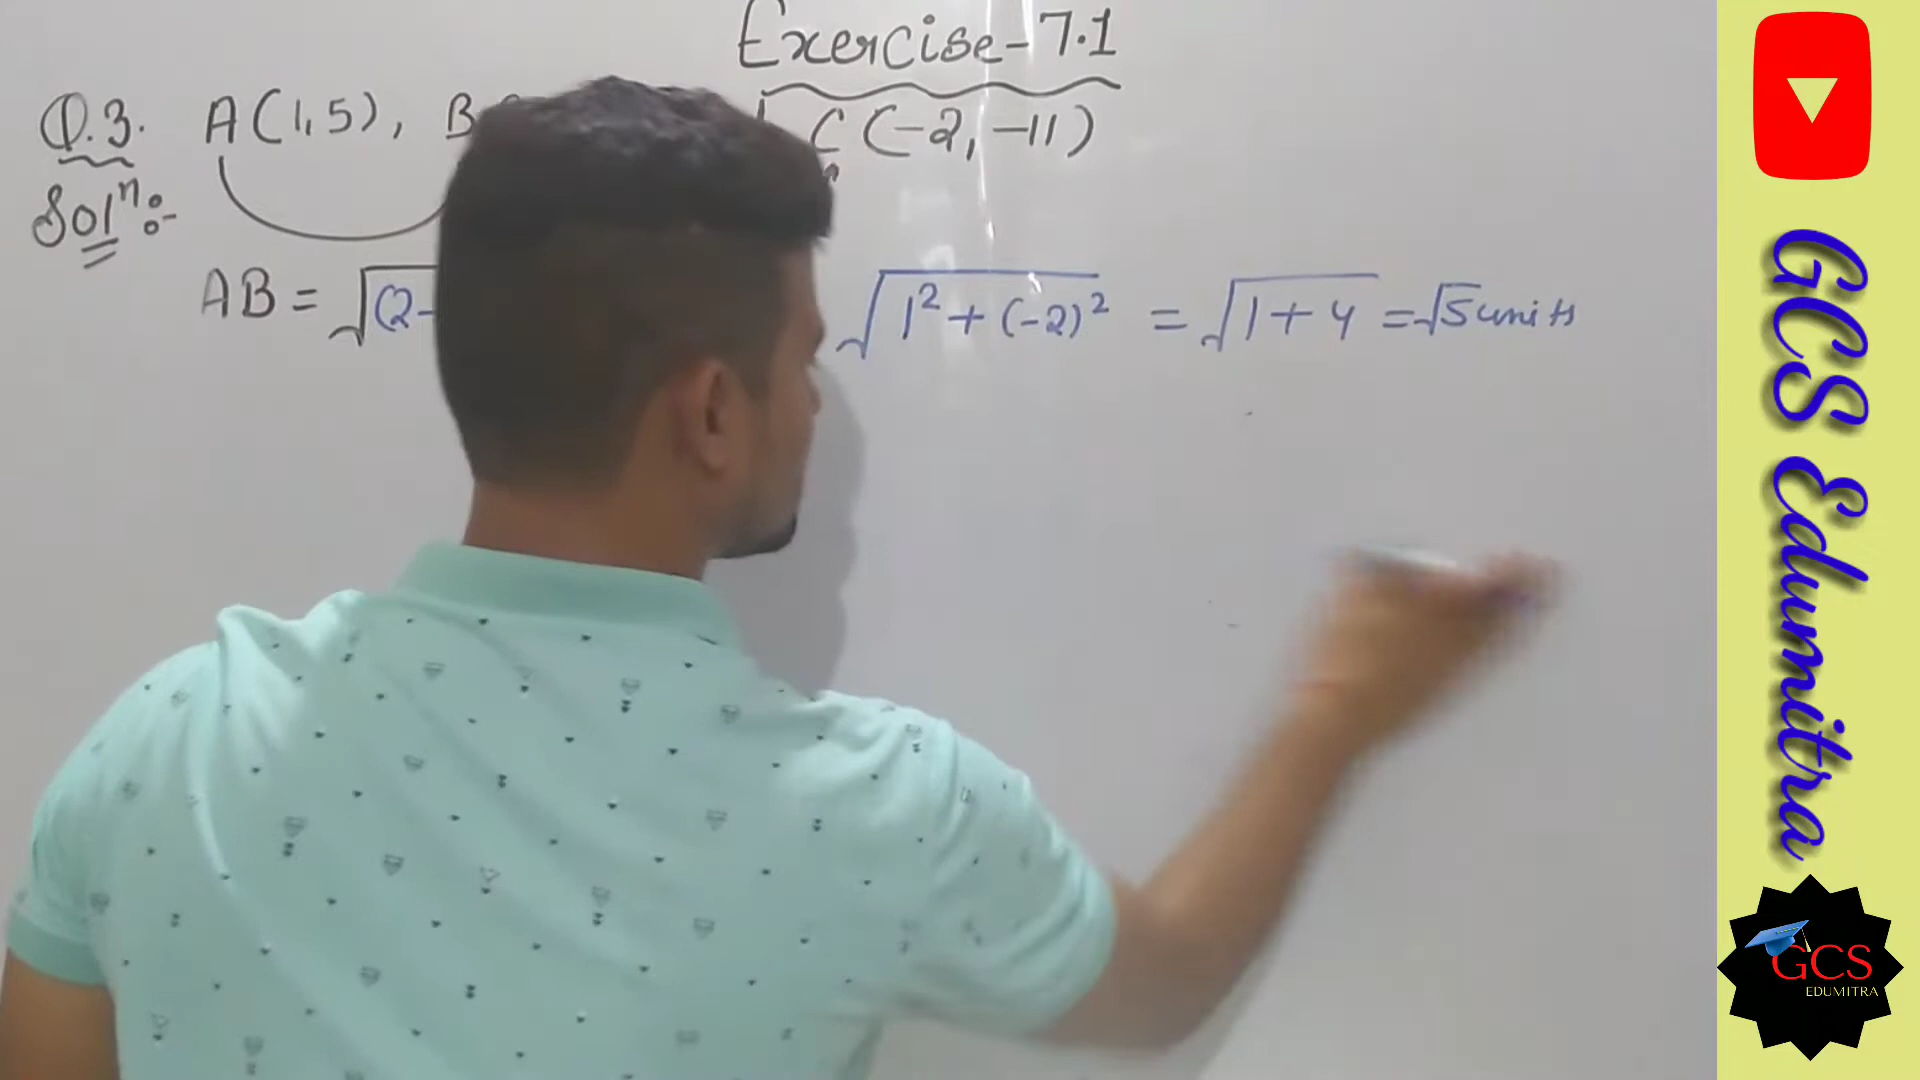 Exercise-7.1
Q.3. A(1,5), B C(-2,-11)
Solⁿ:-
AB = √(2- √1²+(-2)² = √1+4 = √5 units
GCS Edumitra
GCS
EDUMITRA